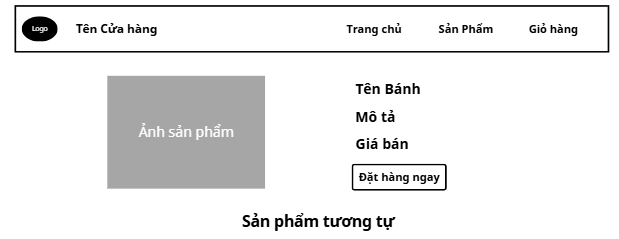 Logo Tên Cửa hàng Trang chủ Sản Phẩm Giỏ hàng
Ảnh sản phẩm
Tên Bánh
Mô tả
Giá bán
Đặt hàng ngay
Sản phẩm tương tự